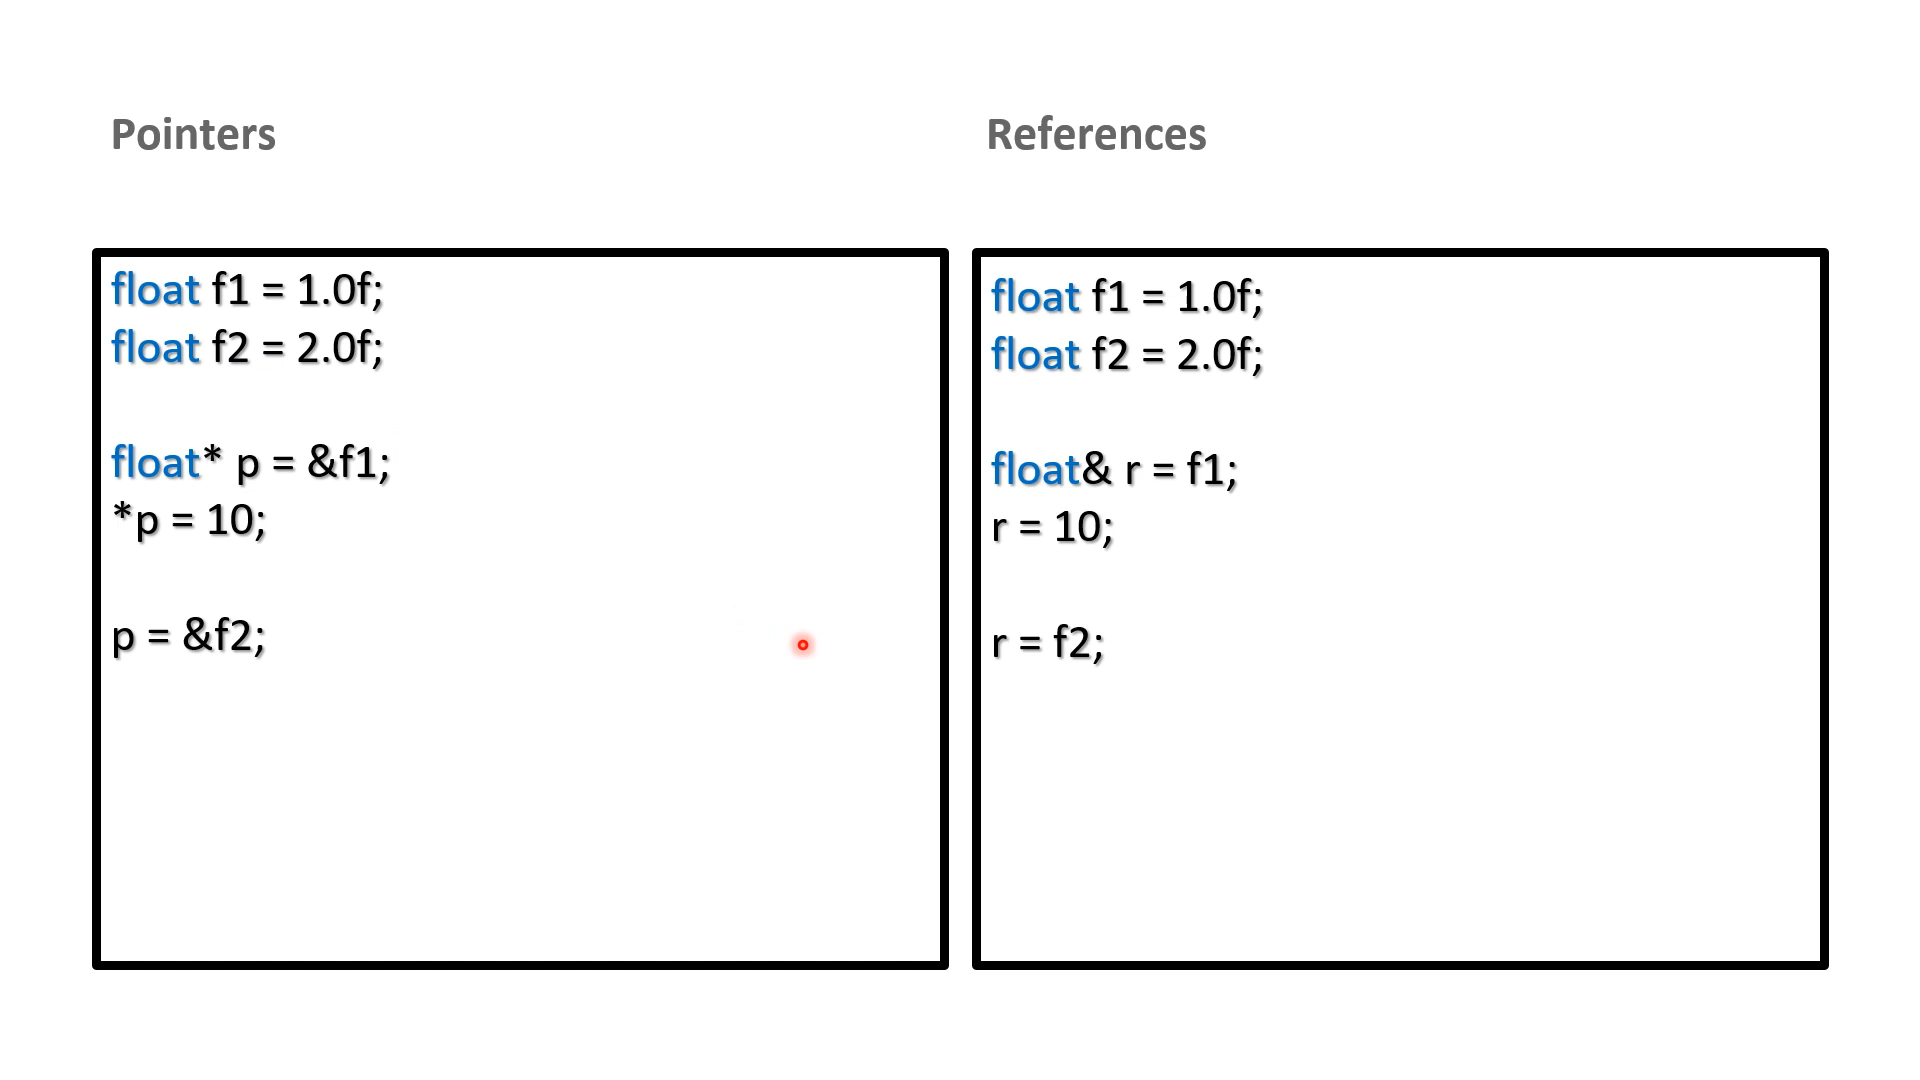 Pointers
References
float f1 = 1.0f;
float f2 = 2.0f;
float* p = &f1;
*p = 10;
p = &f2;
float f1 = 1.0f;
float f2 = 2.0f;
float& r = f1;
r = 10;
r = f2;